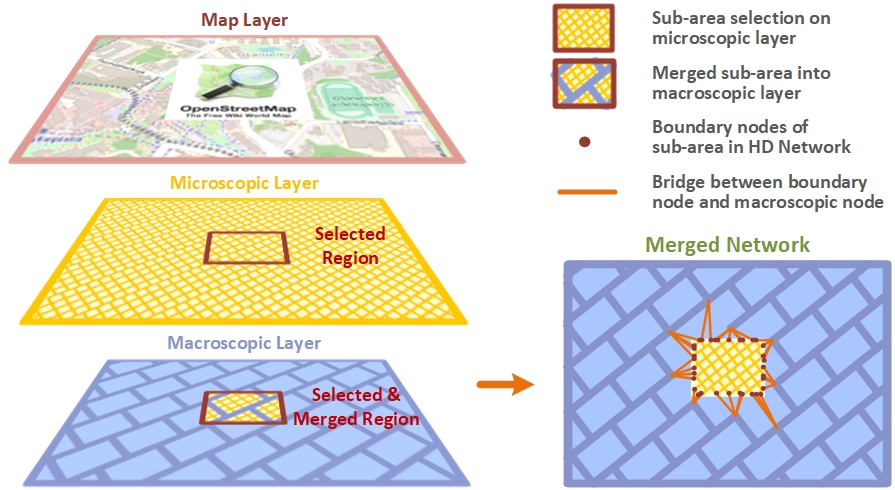 Map Layer
OpenStreetMap
The Free Wiki World Map
Microscopic Layer
Selected
Region
Macroscopic Layer
Selected &
Merged Region
Sub-area selection on
microscopic layer
Merged sub-area into
macroscopic layer
Boundary nodes of
sub-area in HD Network
Bridge between boundary
node and macroscopic node
Merged Network